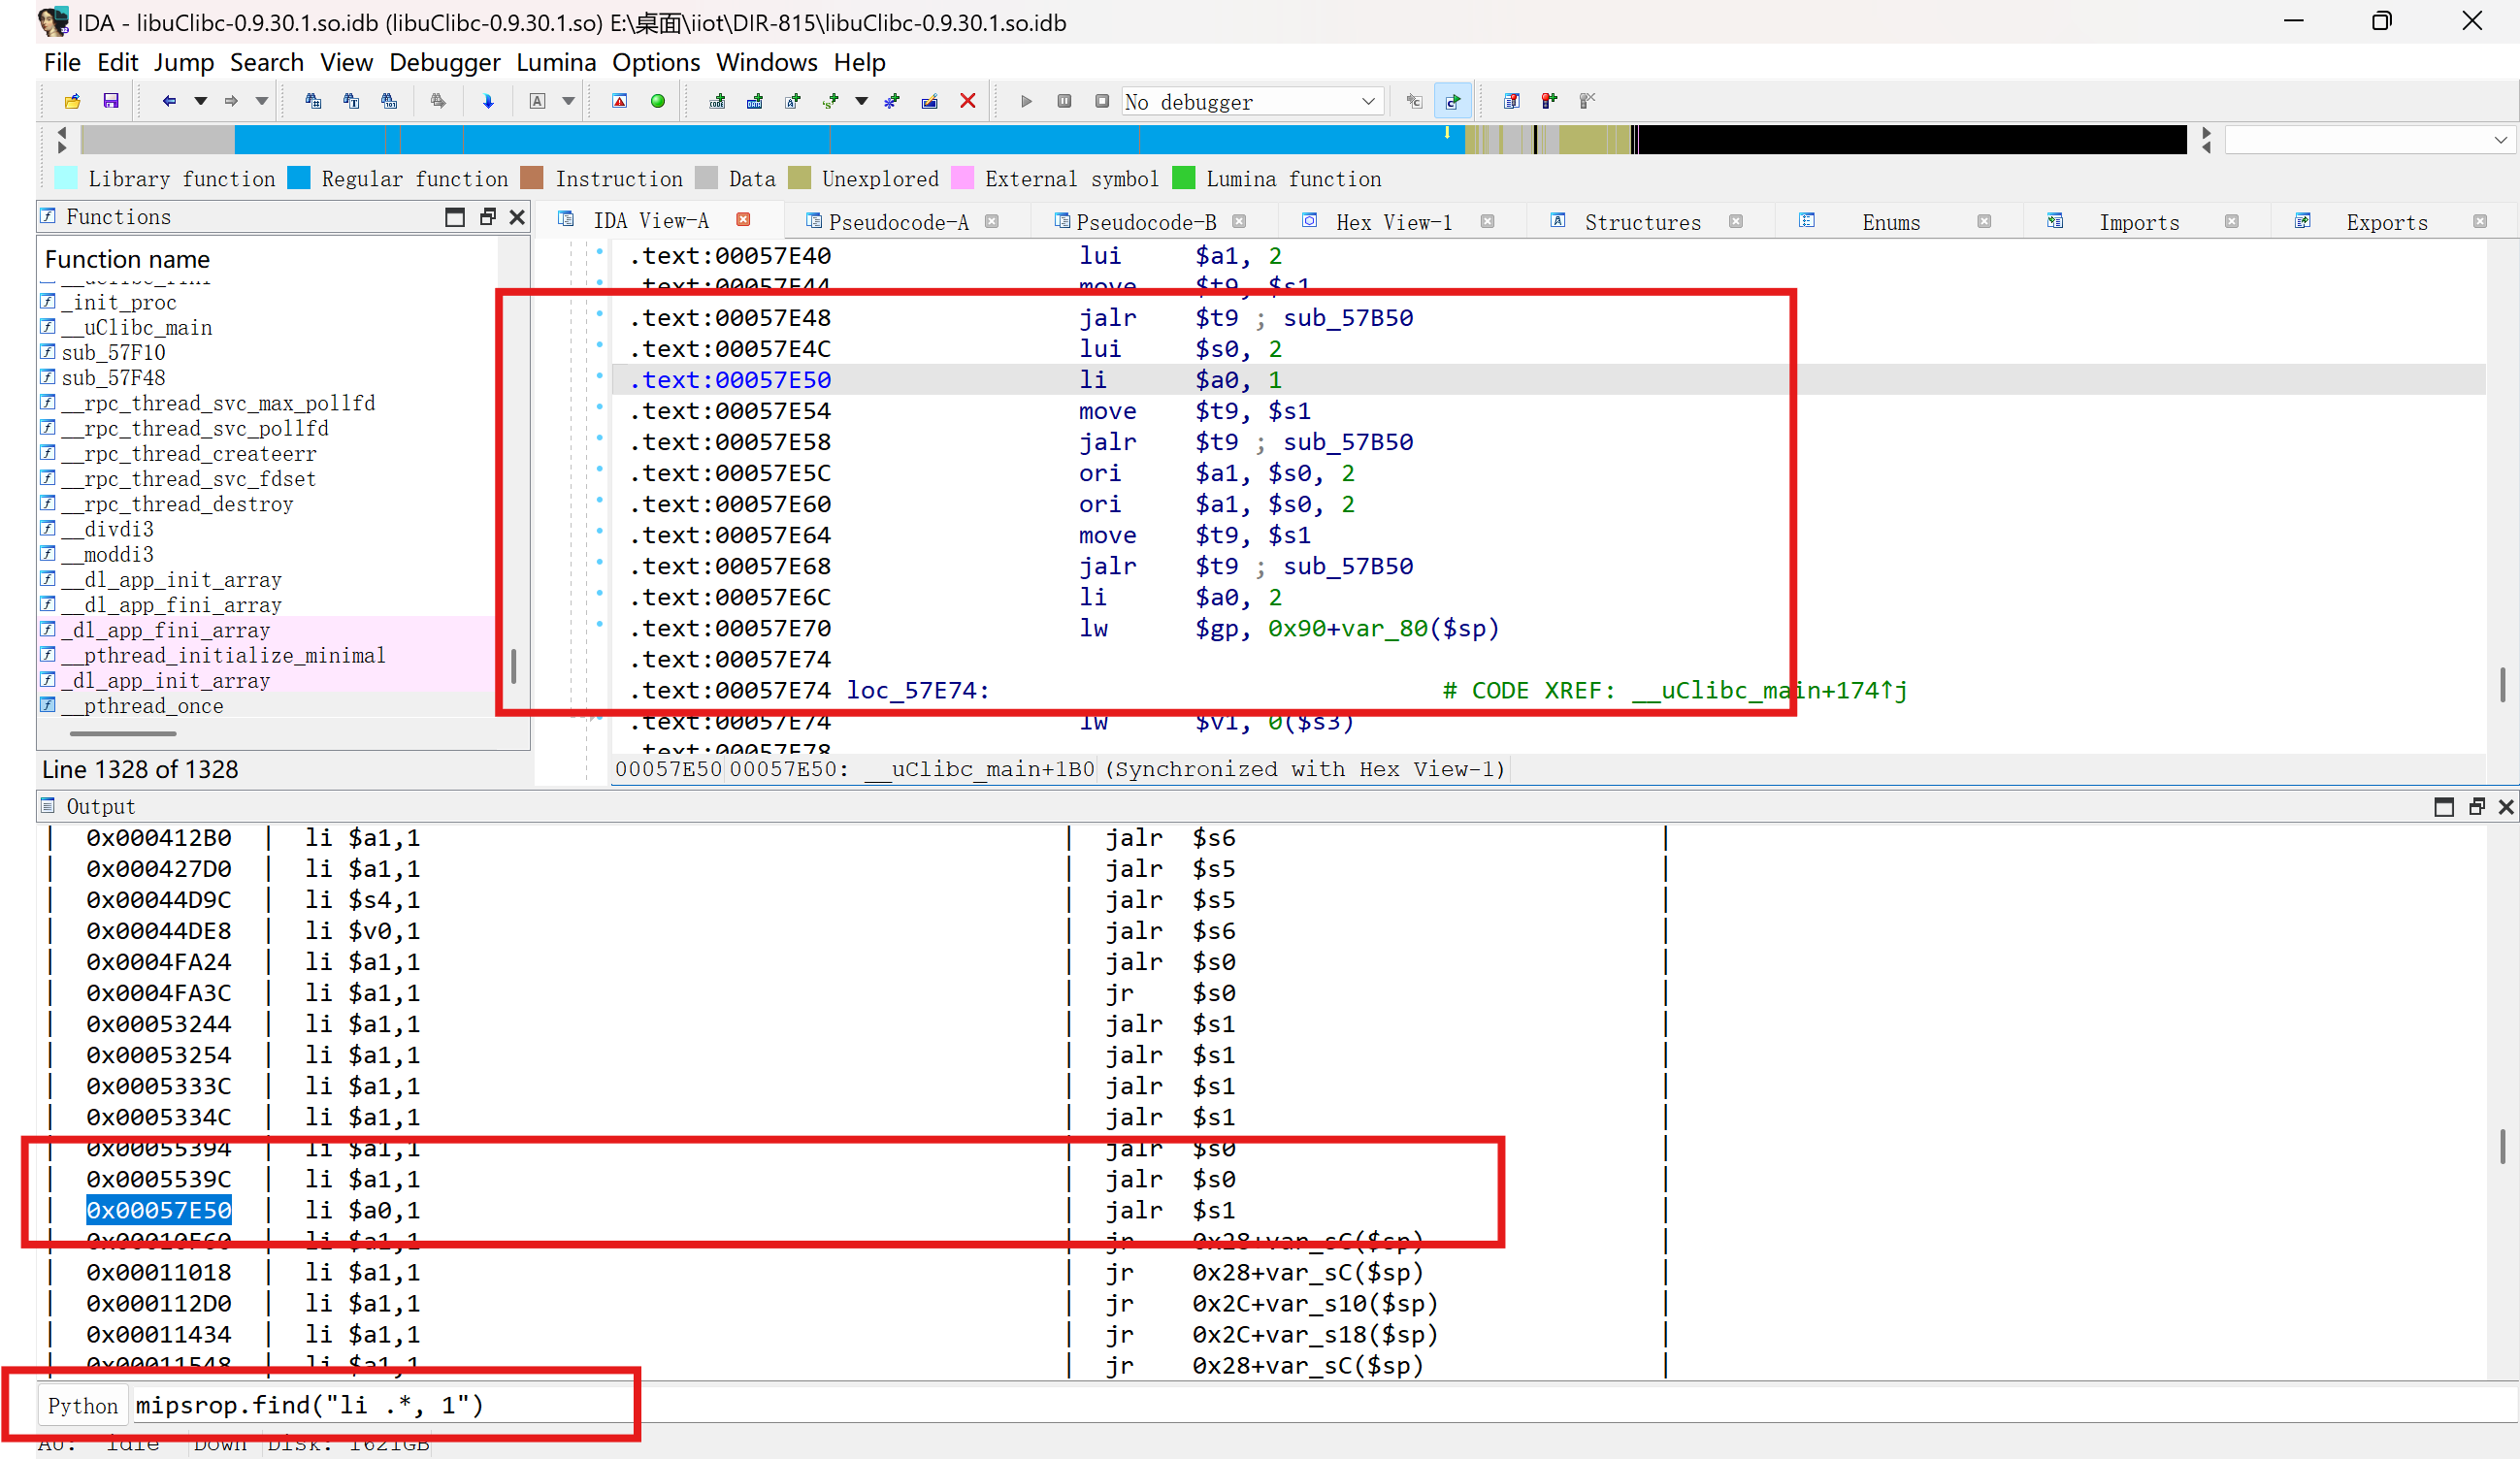 IDA - libuClibc-0.9.30.1.so.idb (libuClibc-0.9.30.1.so) E:\桌面\iiot\DIR-815\libuClibc-0.9.30.1.so.idb
File Edit Jump Search View Debugger Lumina Options Windows Help
No debugger
Library function Regular function Instruction Data Unexplored External symbol Lumina function
Functions
Function name
_init_proc
__uClibc_main
sub_57F10
sub_57F48
__rpc_thread_svc_max_pollfd
__rpc_thread_svc_pollfd
__rpc_thread_createerr
__rpc_thread_svc_fdset
__rpc_thread_destroy
__divdi3
__moddi3
__dl_app_init_array
__dl_app_fini_array
_dl_app_fini_array
__pthread_initialize_minimal
_dl_app_init_array
__pthread_once
Line 1328 of 1328
IDA View-A Pseudocode-A Pseudocode-B Hex View-1 Structures Enums Imports Exports
.text:00057E40 lui $a1, 2
.text:00057E44 move $t9, $s1
.text:00057E48 jalr $t9 ; sub_57B50
.text:00057E4C lui $s0, 2
.text:00057E50 li $a0, 1
.text:00057E54 move $t9, $s1
.text:00057E58 jalr $t9 ; sub_57B50
.text:00057E5C ori $a1, $s0, 2
.text:00057E60 ori $a1, $s0, 2
.text:00057E64 move $t9, $s1
.text:00057E68 jalr $t9 ; sub_57B50
.text:00057E6C li $a0, 2
.text:00057E70 lw $gp, 0x90+var_80($sp)
.text:00057E74
.text:00057E74 loc_57E74: # CODE XREF: __uClibc_main+174↑j
.text:00057E74 lw $v1, 0($s3)
.text:00057E78
00057E50 00057E50: __uClibc_main+1B0 (Synchronized with Hex View-1)
Output
| 0x000412B0 | li $a1,1 | jalr $s6 |
| 0x000427D0 | li $a1,1 | jalr $s5 |
| 0x00044D9C | li $s4,1 | jalr $s5 |
| 0x00044DE8 | li $v0,1 | jalr $s6 |
| 0x0004FA24 | li $a1,1 | jalr $s0 |
| 0x0004FA3C | li $a1,1 | jr $s0 |
| 0x00053244 | li $a1,1 | jalr $s1 |
| 0x00053254 | li $a1,1 | jalr $s1 |
| 0x0005333C | li $a1,1 | jalr $s1 |
| 0x0005334C | li $a1,1 | jalr $s1 |
| 0x00055394 | li $a1,1 | jalr $s0 |
| 0x0005539C | li $a1,1 | jalr $s0 |
| 0x00057E50 | li $a0,1 | jalr $s1 |
| 0x00010F60 | li $a1,1 | jr 0x28+var_sC($sp) |
| 0x00011018 | li $a1,1 | jr 0x28+var_sC($sp) |
| 0x000112D0 | li $a1,1 | jr 0x2C+var_s10($sp) |
| 0x00011434 | li $a1,1 | jr 0x2C+var_s18($sp) |
| 0x00011548 | li $a1,1 | jr 0x28+var_sC($sp) |
Python mipsrop.find("li .*, 1")
AU: idle Down Disk: 1621GB